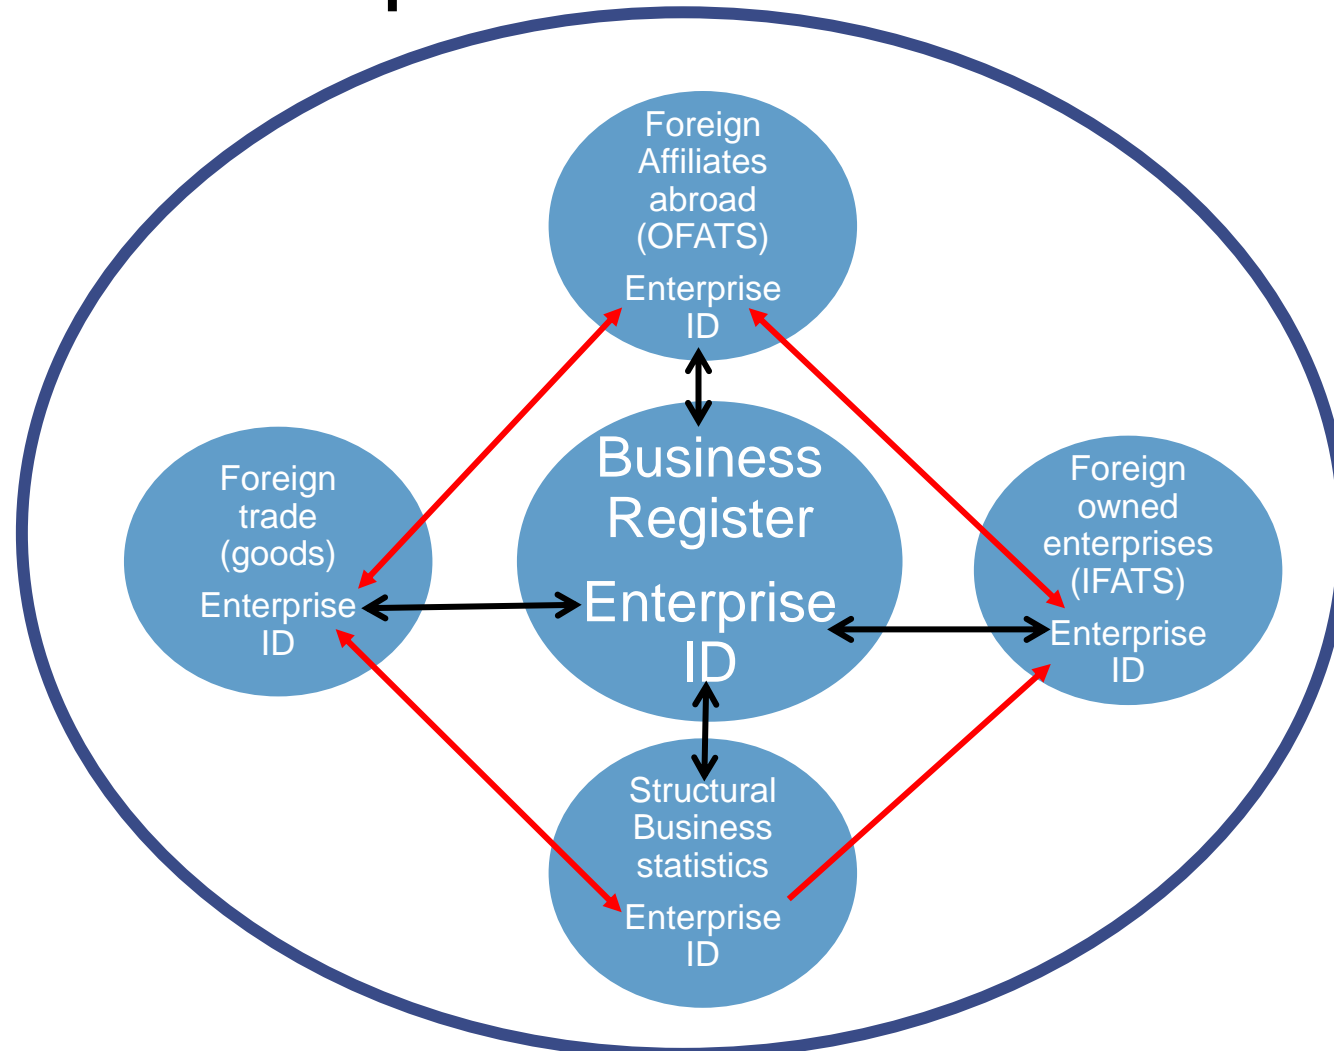 Foreign
Affiliates
abroad
(OFATS)
Enterprise
ID
Business
Register
Enterprise
ID
Foreign
trade
(goods)
Enterprise
ID
Foreign
owned
enterprises
(IFATS)
Enterprise
ID
Structural
Business
statistics
Enterprise
ID